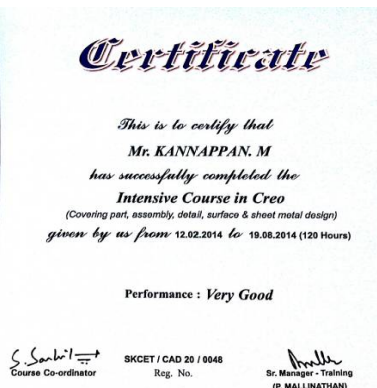 Certificate
This is to certify that
Mr. KANNAPPAN. M
has successfully completed the
Intensive Course in Creo
(Covering part, assembly, detail, surface & sheet metal design)
given by us from 12.02.2014 to 19.08.2014 (120 Hours)
Performance : Very Good
Course Co-ordinator
SKCET / CAD 20 / 0048
Reg. No.
Sr. Manager - Training
(P. MALLINATHAN)